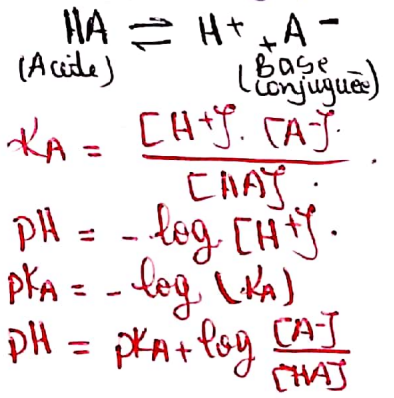 HA ⇌ H+ + A-
(Acide) (Base conjuguée)
KA = [H+]. [A-]. / [HA]. .
pH = - log [H+].
pKA = - log (KA)
pH = pKA + log [A-] / [HA]